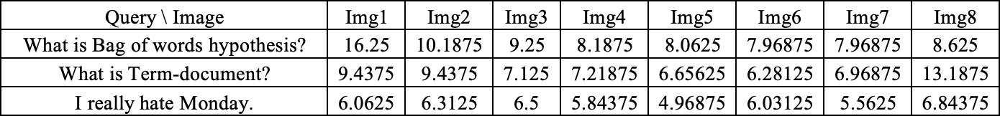 Query \ Image Img1 Img2 Img3 Img4 Img5 Img6 Img7 Img8
What is Bag of words hypothesis? 16.25 10.1875 9.25 8.1875 8.0625 7.96875 7.96875 8.625
What is Term-document? 9.4375 9.4375 7.125 7.21875 6.65625 6.28125 6.96875 13.1875
I really hate Monday. 6.0625 6.3125 6.5 5.84375 4.96875 6.03125 5.5625 6.84375